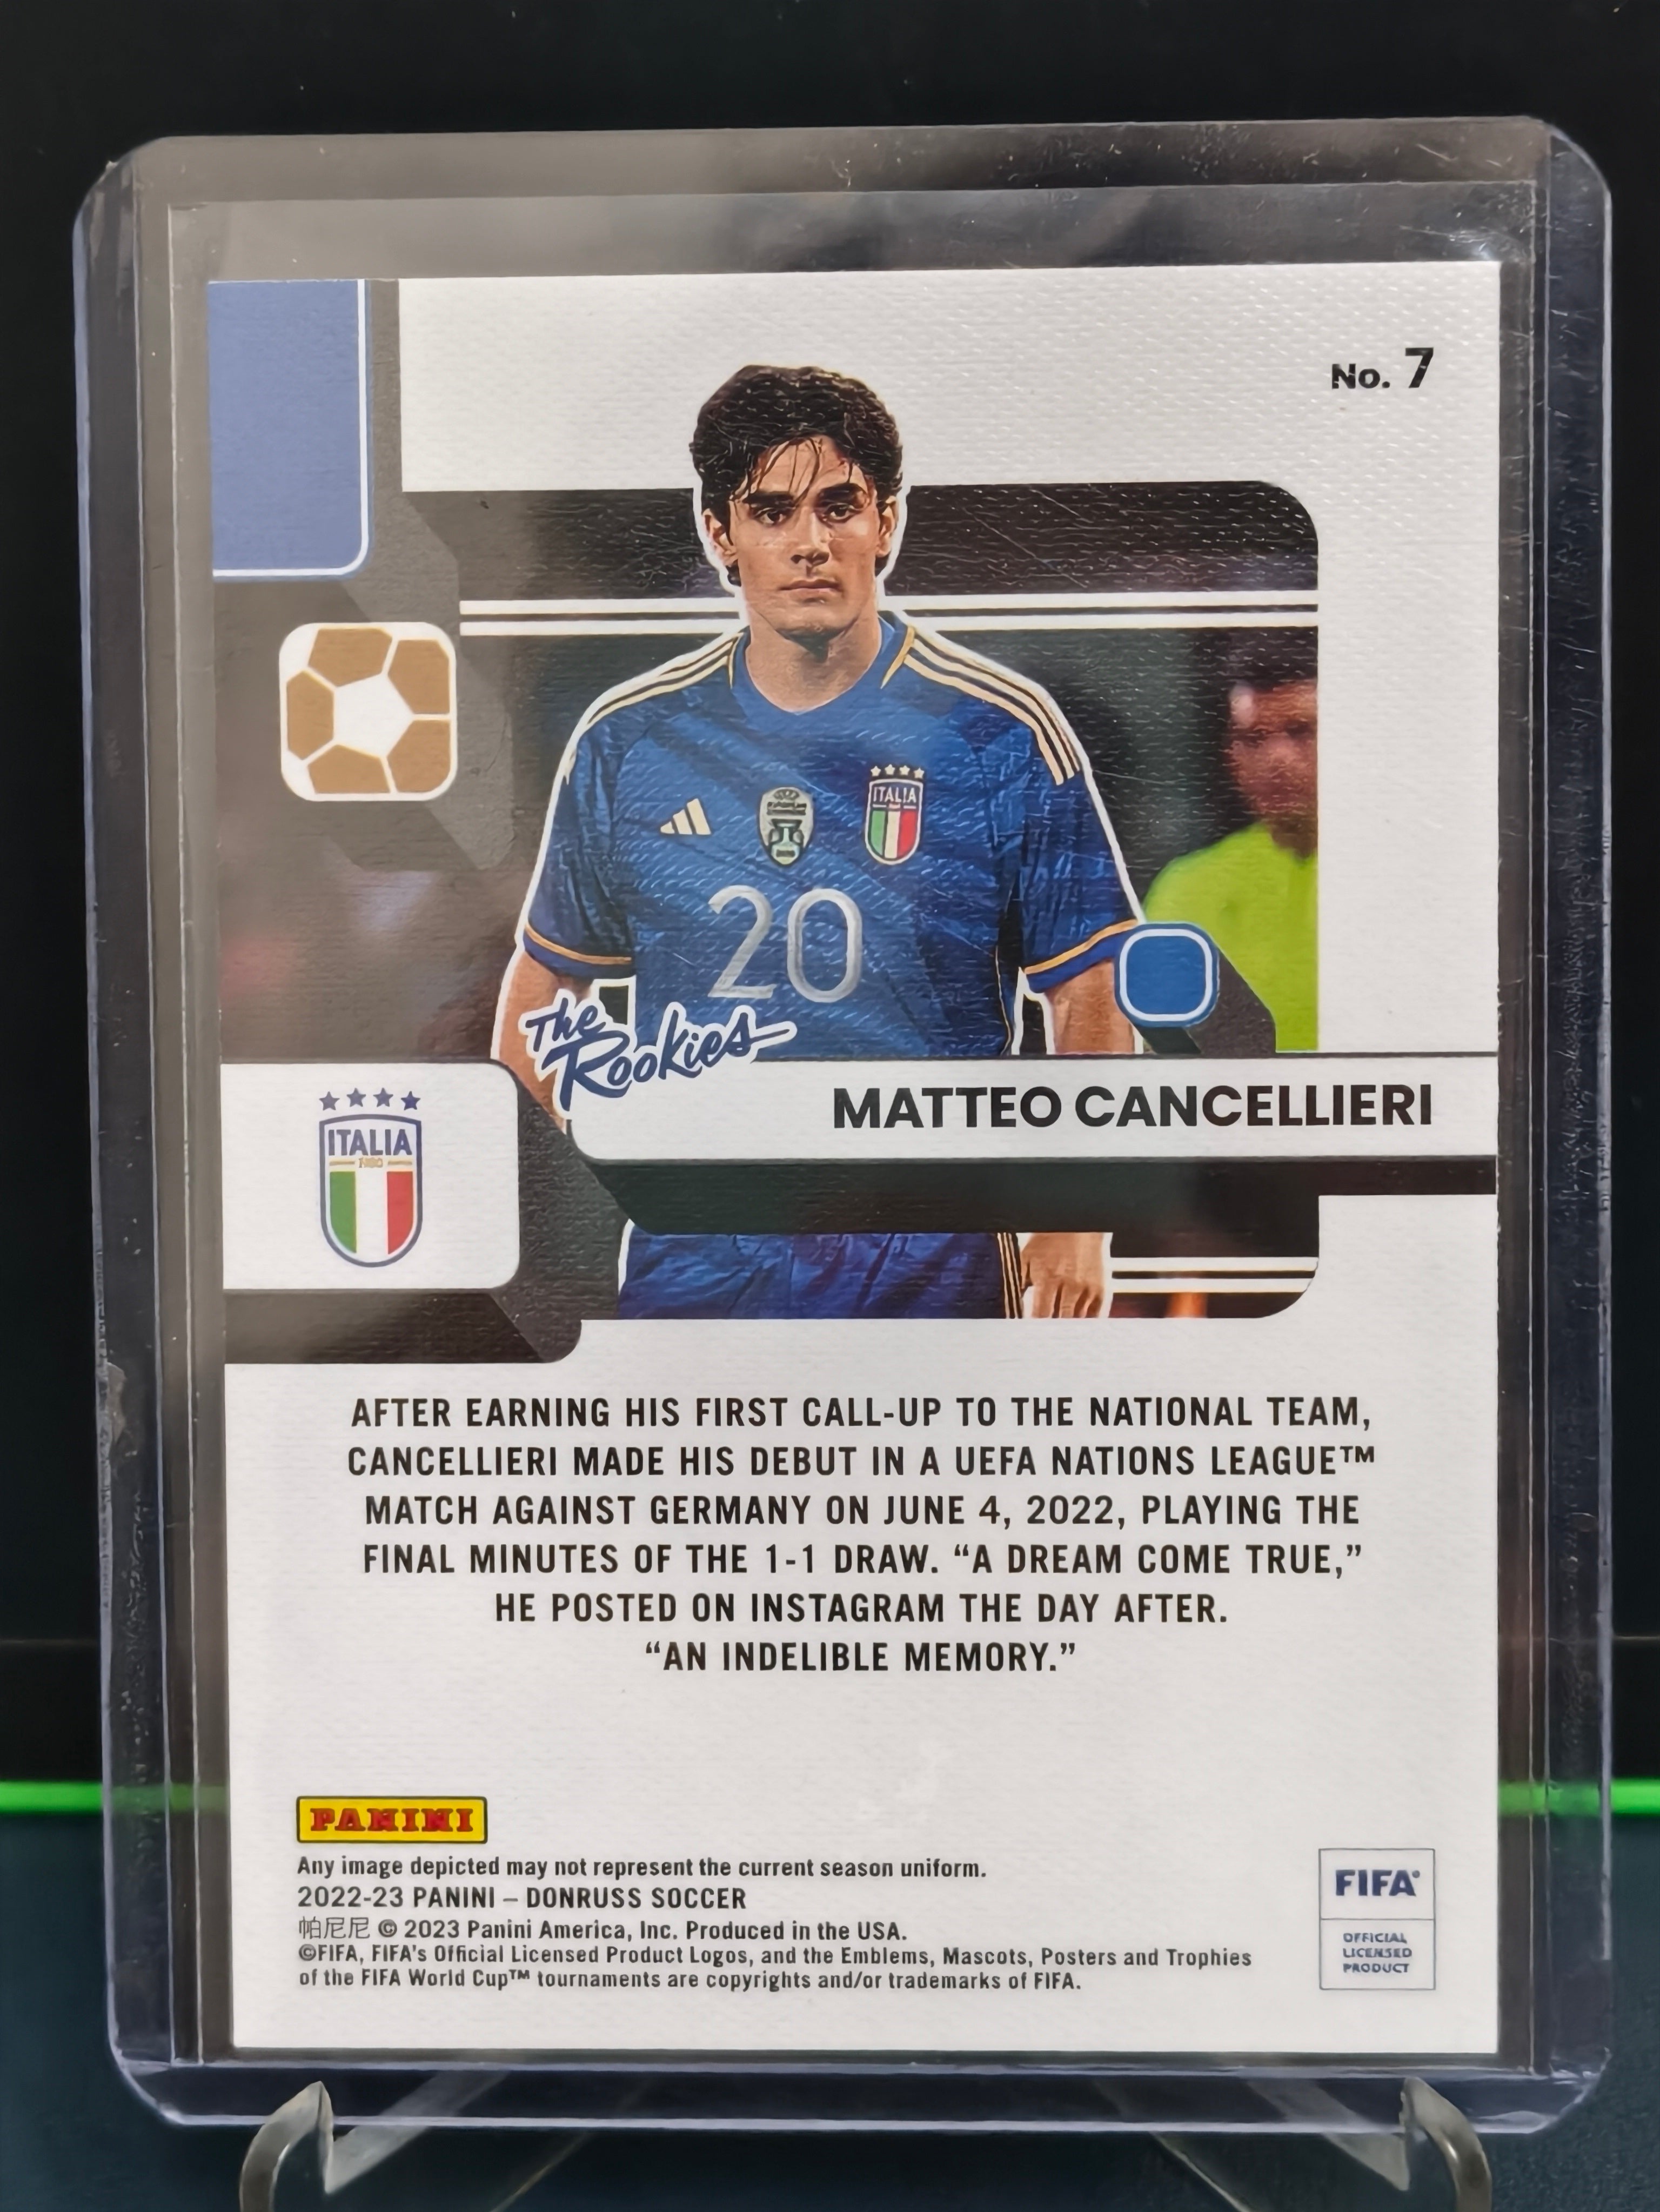 No. 7
ITALIA
20
The
Rookies
MATTEO CANCELLIERI
ITALIA
AFTER EARNING HIS FIRST CALL-UP TO THE NATIONAL TEAM,
CANCELLIERI MADE HIS DEBUT IN A UEFA NATIONS LEAGUE™
MATCH AGAINST GERMANY ON JUNE 4, 2022, PLAYING THE
FINAL MINUTES OF THE 1-1 DRAW. “A DREAM COME TRUE,”
HE POSTED ON INSTAGRAM THE DAY AFTER.
“AN INDELIBLE MEMORY.”
PANINI
Any image depicted may not represent the current season uniform.
2022-23 PANINI – DONRUSS SOCCER
帕尼尼 © 2023 Panini America, Inc. Produced in the USA.
©FIFA, FIFA's Official Licensed Product Logos, and the Emblems, Mascots, Posters and Trophies
of the FIFA World Cup™ tournaments are copyrights and/or trademarks of FIFA.
FIFA®
OFFICIAL
LICENSED
PRODUCT